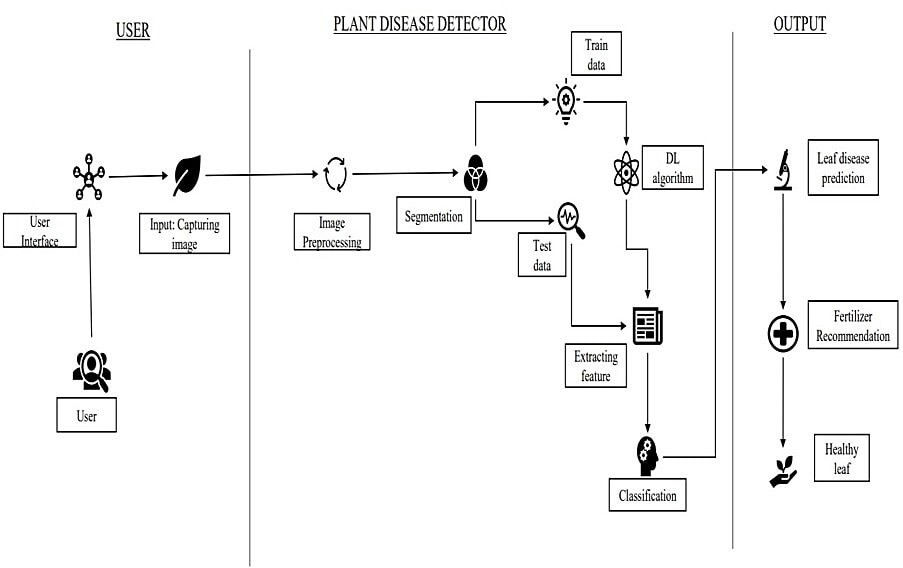 USER
PLANT DISEASE DETECTOR
OUTPUT
Train
data
DL
algorithm
Leaf disease
prediction
User
Interface
Input: Capturing
image
Image
Preprocessing
Segmentation
Test
data
Fertilizer
Recommendation
Extracting
feature
User
Healthy
leaf
Classification